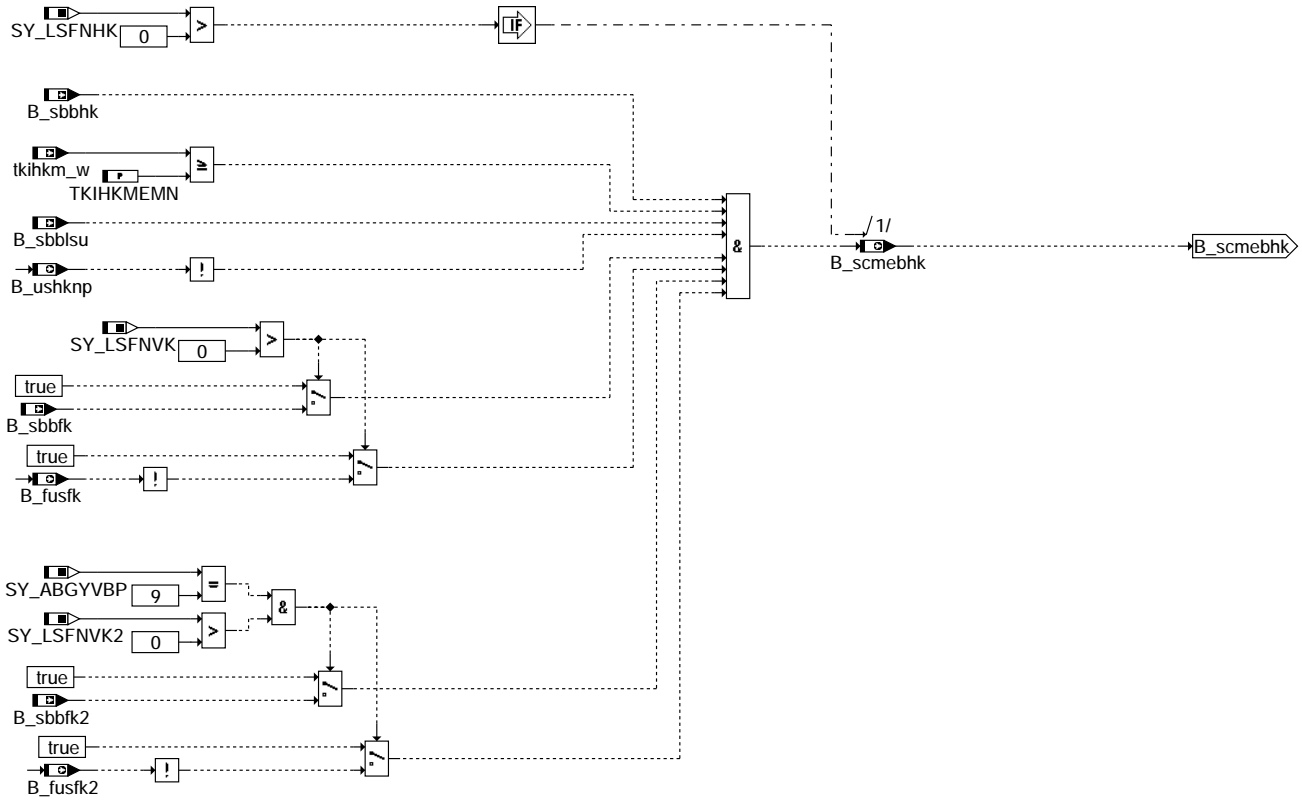 SY_LSFNHK
0
>
IF
B_sbbhk
tkihkm_w
≥
P
TKIHKMEMN
B_sbblsu
B_ushknp
!
&
/1/
B_scmebhk
B_scmebhk
SY_LSFNVK
0
>
true
B_sbbfk
true
B_fusfk
!
SY_ABGYVBP
9
=
SY_LSFNVK2
0
>
&
true
B_sbbfk2
true
B_fusfk2
!